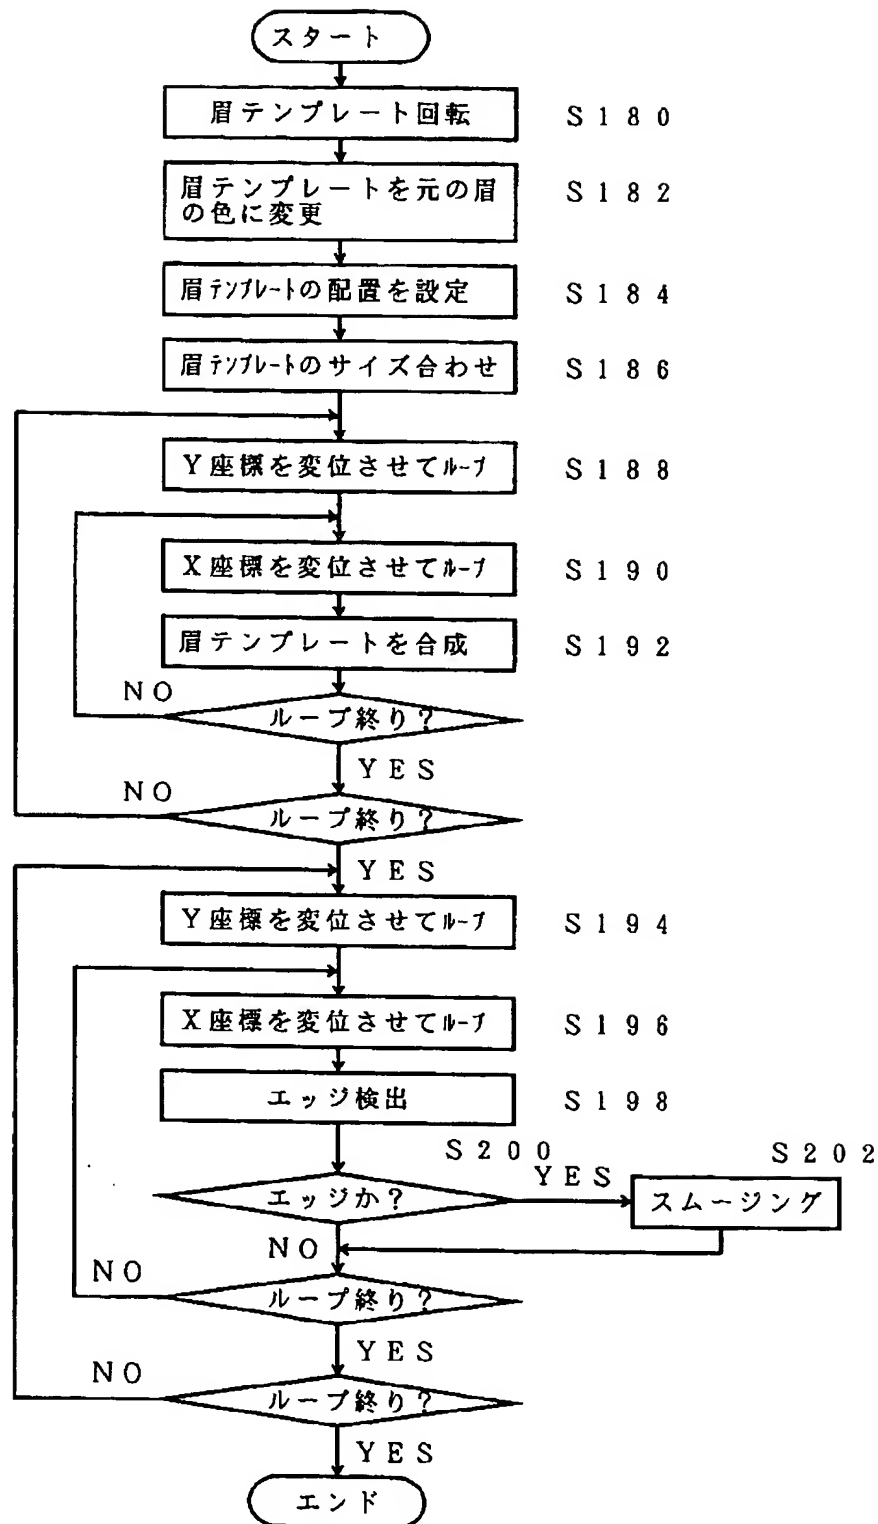 スタート
眉テンプレート回転
S180
眉テンプレートを元の眉
の色に変更
S182
眉テンプレートの配置を設定
S184
眉テンプレートのサイズ合わせ
S186
Y座標を変位させてループ
S188
X座標を変位させてループ
S190
眉テンプレートを合成
S192
NO
ループ終り?
YES
NO
ループ終り?
YES
Y座標を変位させてループ
S194
X座標を変位させてループ
S196
エッジ検出
S198
S200
S202
エッジか?
YES
スムージング
NO
NO
ループ終り?
YES
NO
ループ終り?
YES
エンド